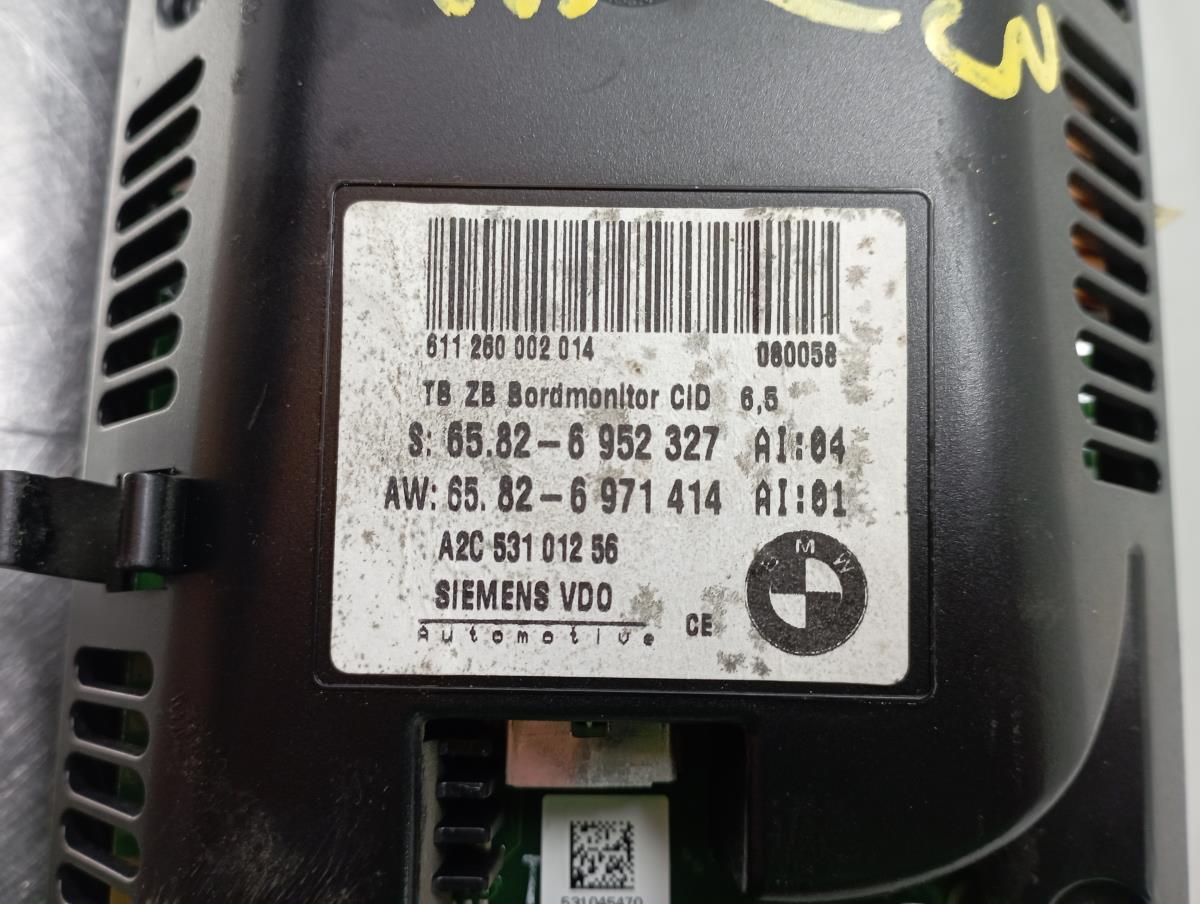 611 260 002 014 080058
TB ZB Bordmonitor CID 6,5
S: 65.82-6 952 327 AI:04
AW: 65.82-6 971 414 AI:01
A2C 531 012 56
SIEMENS VDO
Automotive
CE
BMW
531045470